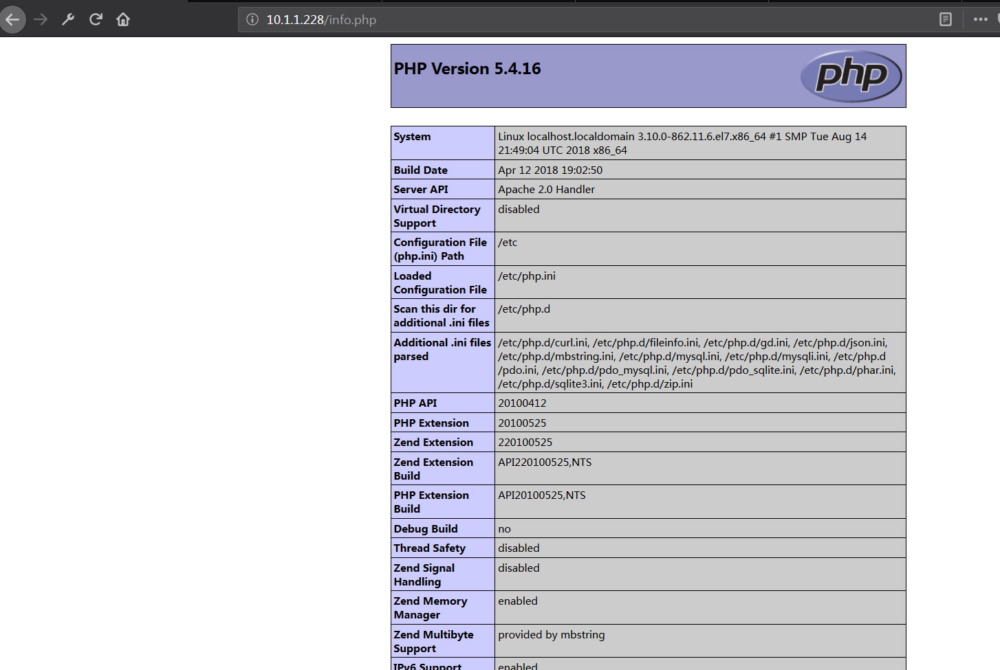 10.1.1.228/info.php
PHP Version 5.4.16
php
System
Linux localhost.localdomain 3.10.0-862.11.6.el7.x86_64 #1 SMP Tue Aug 14
21:49:04 UTC 2018 x86_64
Build Date
Apr 12 2018 19:02:50
Server API
Apache 2.0 Handler
Virtual Directory
Support
disabled
Configuration File
(php.ini) Path
/etc
Loaded
Configuration File
/etc/php.ini
Scan this dir for
additional .ini files
/etc/php.d
Additional .ini files
parsed
/etc/php.d/curl.ini, /etc/php.d/fileinfo.ini, /etc/php.d/gd.ini, /etc/php.d/json.ini,
/etc/php.d/mbstring.ini, /etc/php.d/mysql.ini, /etc/php.d/mysqli.ini, /etc/php.d
/pdo.ini, /etc/php.d/pdo_mysql.ini, /etc/php.d/pdo_sqlite.ini, /etc/php.d/phar.ini,
/etc/php.d/sqlite3.ini, /etc/php.d/zip.ini
PHP API
20100412
PHP Extension
20100525
Zend Extension
220100525
Zend Extension
Build
API220100525,NTS
PHP Extension
Build
API20100525,NTS
Debug Build
no
Thread Safety
disabled
Zend Signal
Handling
disabled
Zend Memory
Manager
enabled
Zend Multibyte
Support
provided by mbstring
IPv6 Support
enabled